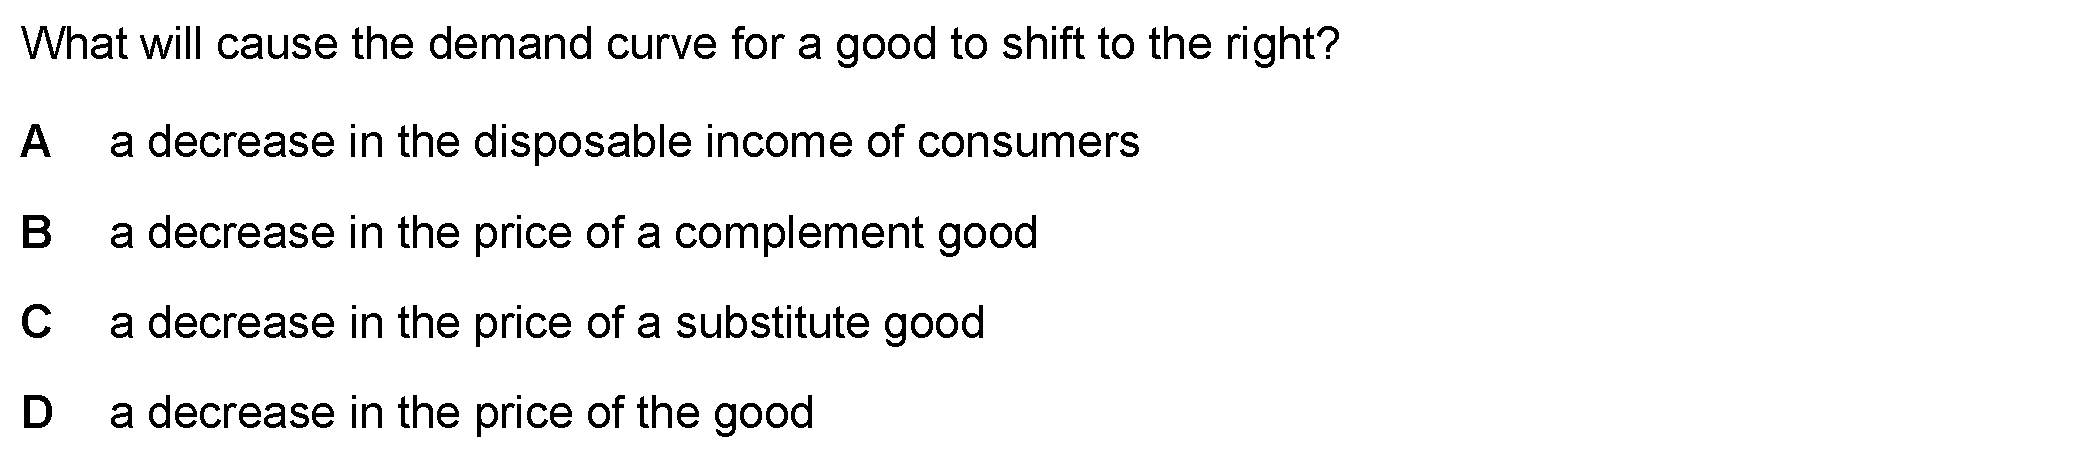 What will cause the demand curve for a good to shift to the right?
A a decrease in the disposable income of consumers
B a decrease in the price of a complement good
C a decrease in the price of a substitute good
D a decrease in the price of the good